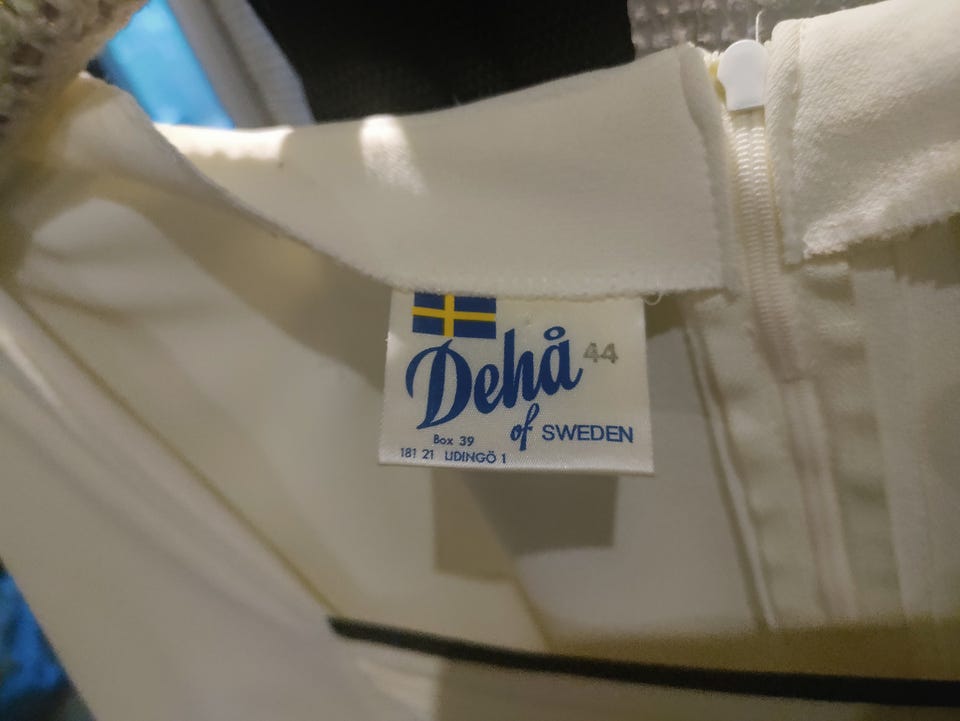 Dehå 44
of SWEDEN
Box 39
181 21 LIDINGÖ 1